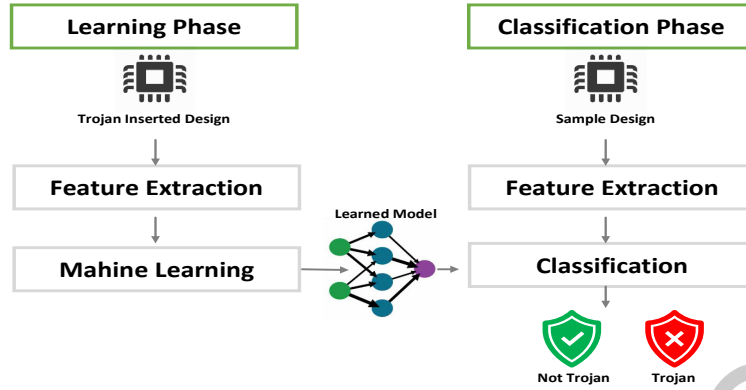 Learning Phase
Classification Phase
Trojan Inserted Design
Sample Design
Feature Extraction
Feature Extraction
Learned Model
Mahine Learning
Classification
Not Trojan
Trojan